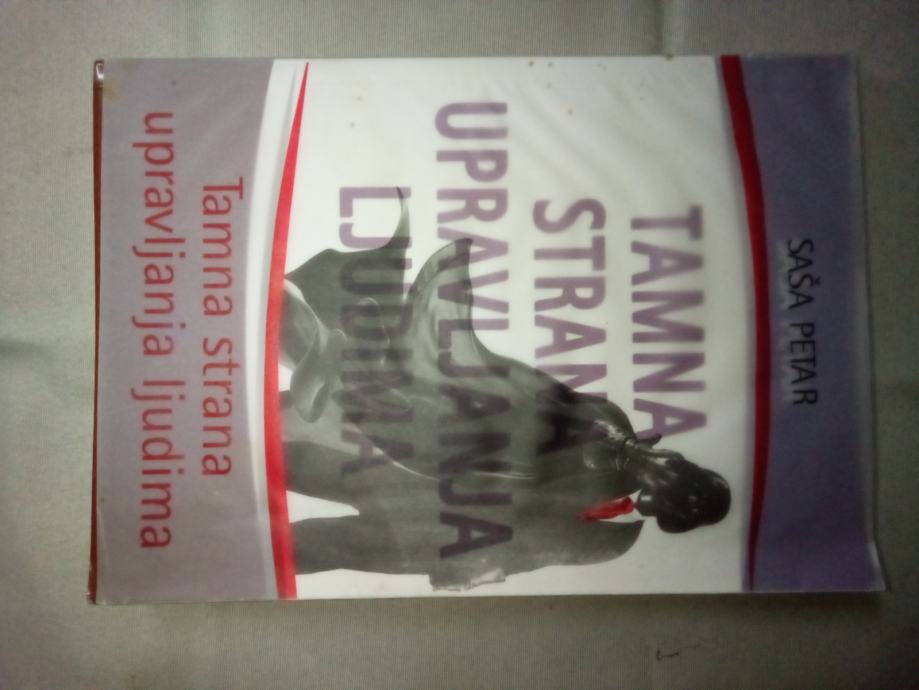 SAŠA PETAR
TAMNA
STRANA
UPRAVLJANJA
LJUDIMA
Tamna strana
upravljanja ljudima